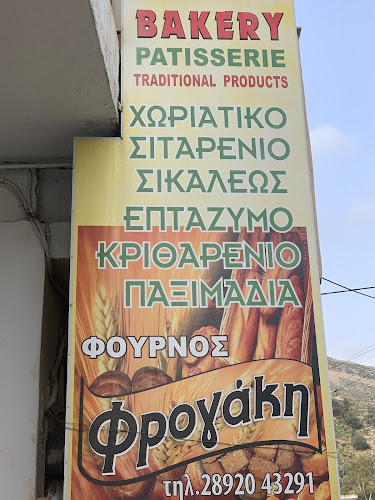 BAKERY
PATISSERIE
TRADITIONAL PRODUCTS
ΧΩΡΙΑΤΙΚΟ
ΣΙΤΑΡΕΝΙΟ
ΣΙΚΑΛΕΩΣ
ΕΠΤΑΖΥΜΟ
ΚΡΙΘΑΡΕΝΙΟ
ΠΑΞΙΜΑΔΙΑ
ΦΟΥΡΝΟΣ
Φρογάκη
τηλ.28920 43291